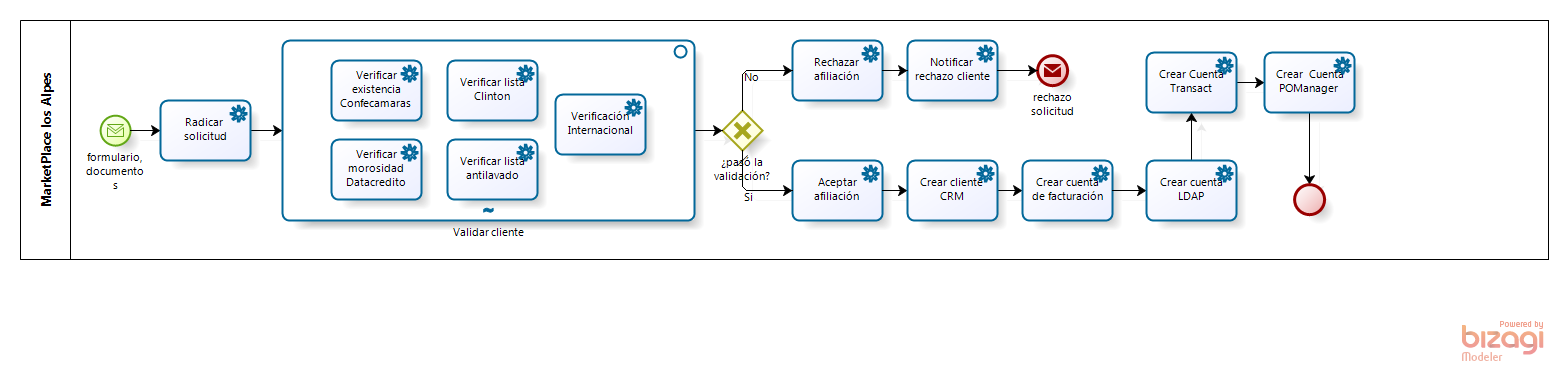 MarketPlace los Alpes
formulario,
documento
s
Radicar
solicitud
Verificar
existencia
Confecamaras
Verificar lista
Clinton
Verificación
Internacional
Verificar
morosidad
Datacredito
Verificar lista
antilavado
Validar cliente
¿pasó la
validación?
No
Rechazar
afiliación
Notificar
rechazo cliente
rechazo
solicitud
Si
Aceptar
afiliación
Crear cliente
CRM
Crear cuenta
de facturación
Crear cuenta
LDAP
Crear Cuenta
Transact
Crear Cuenta
POManager
Powered by
bizagi
Modeler